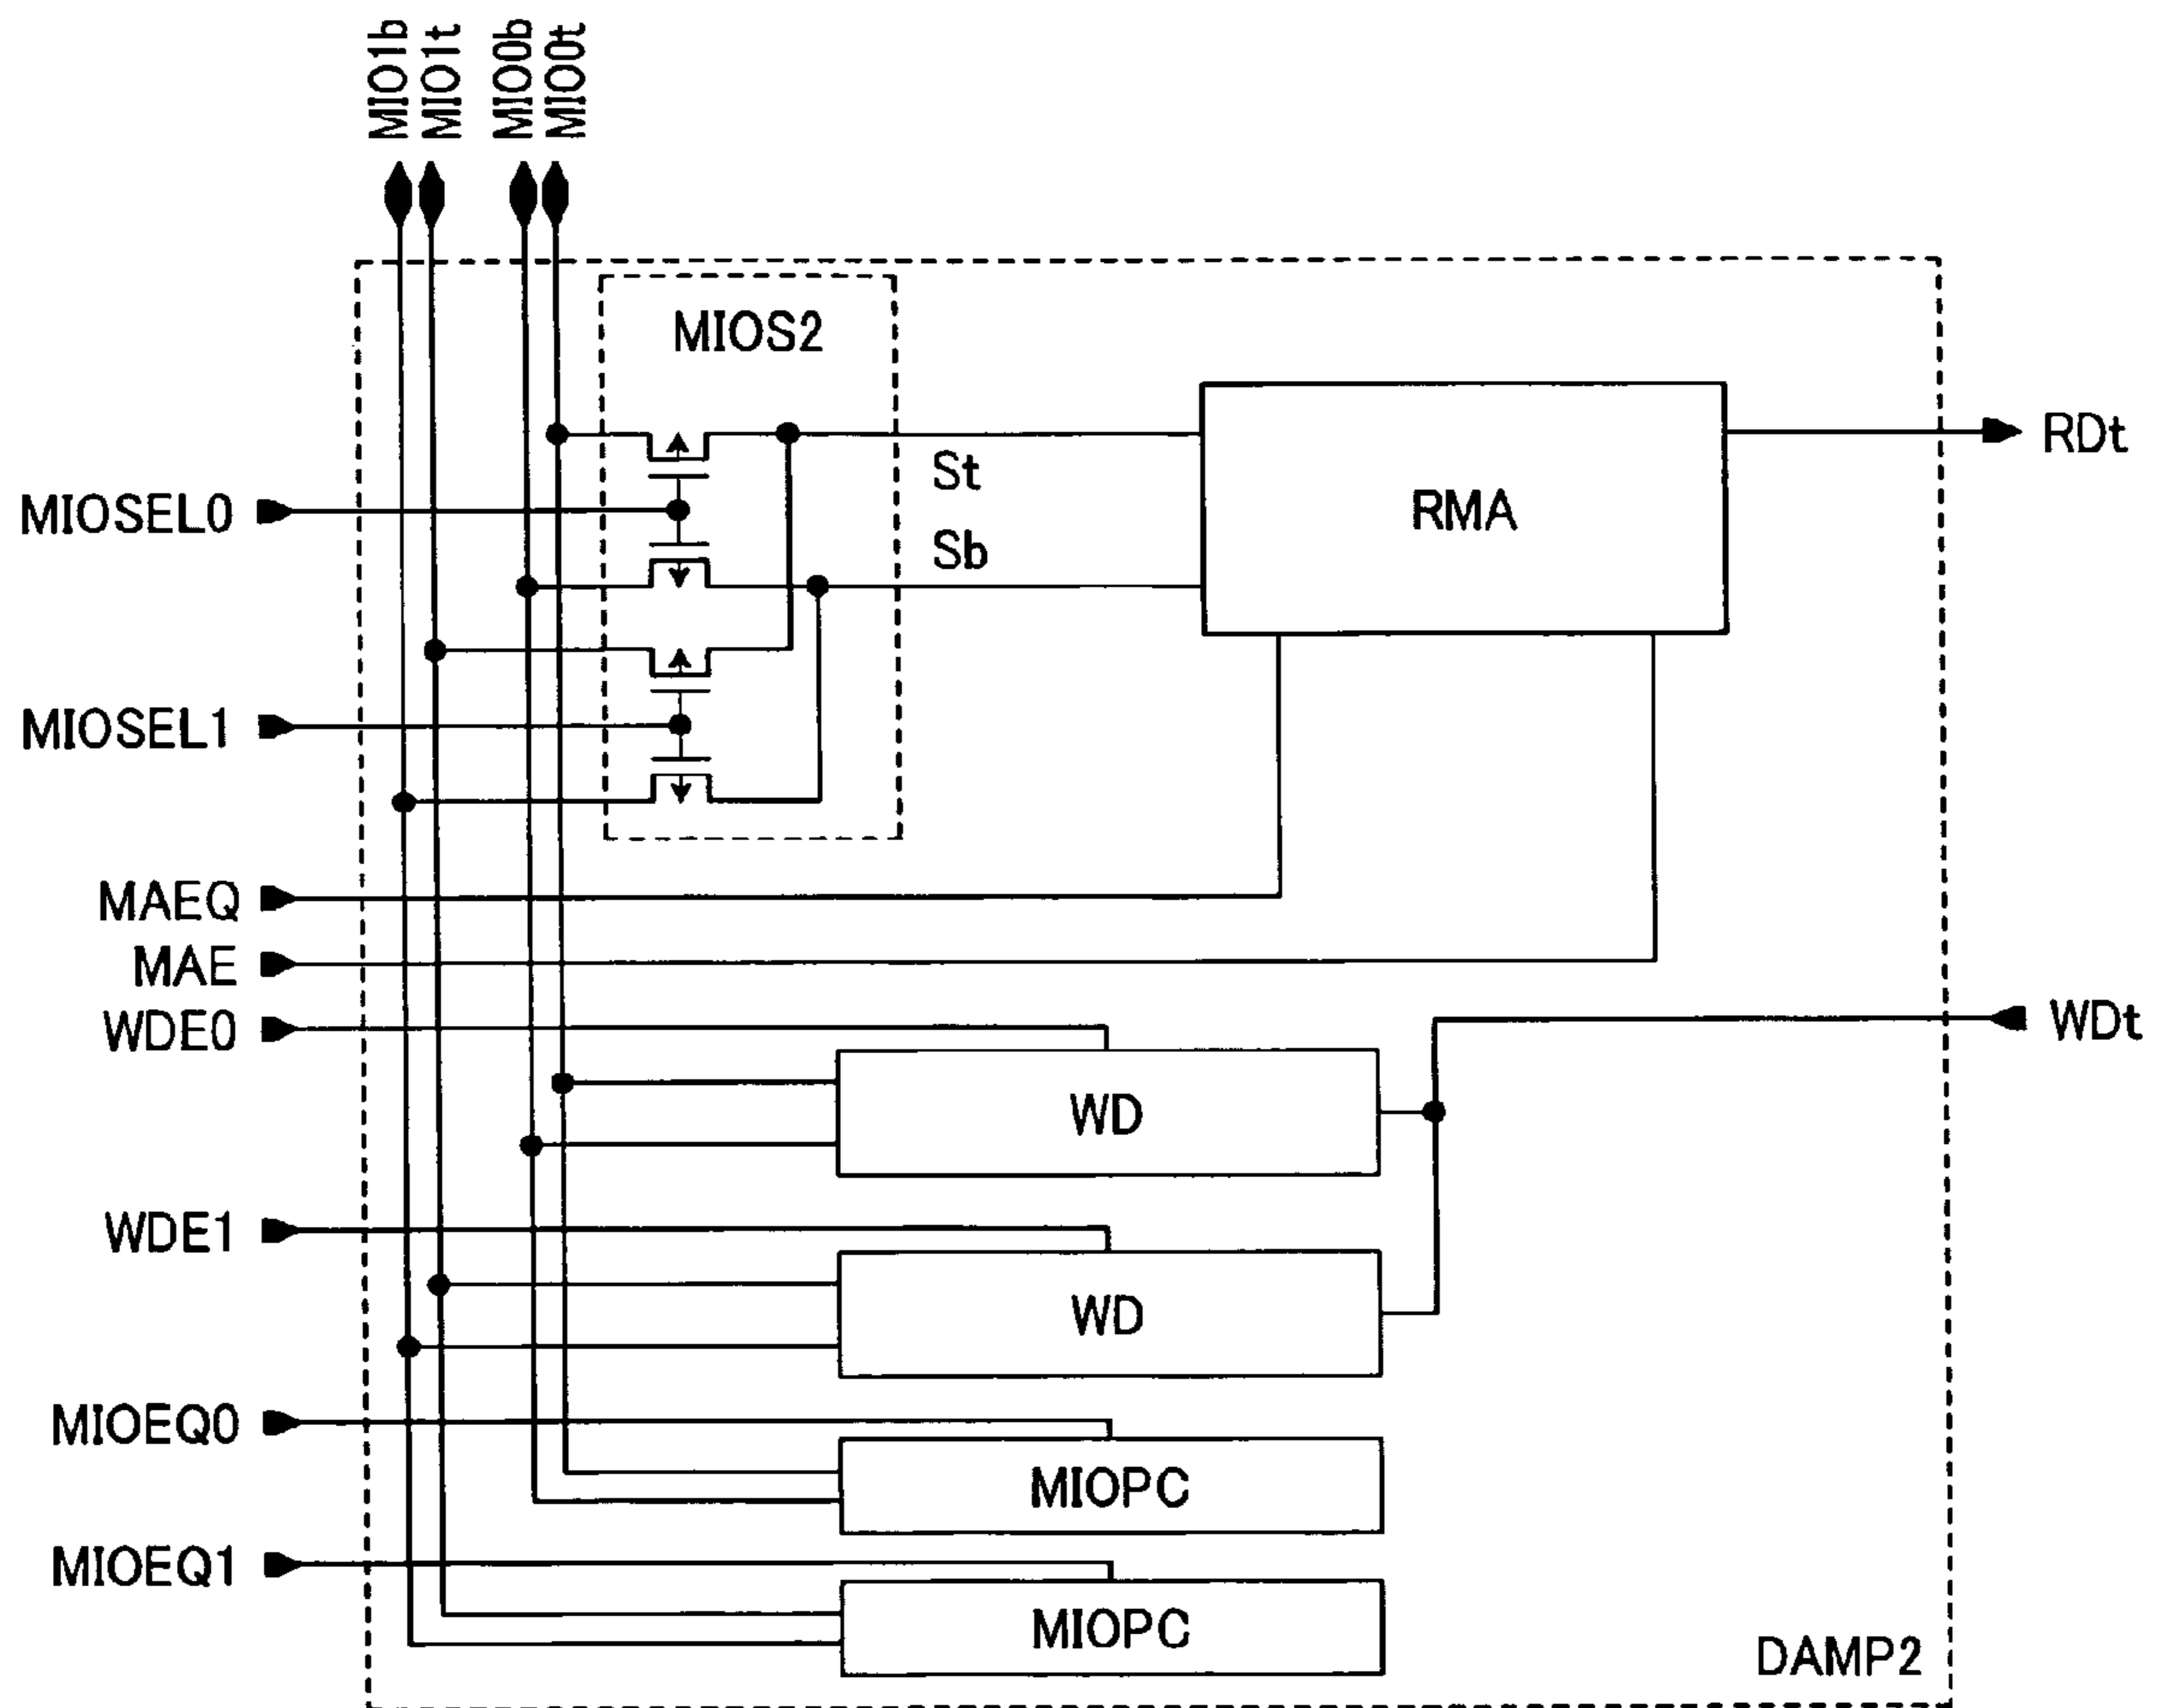 MIO1b
MIO1t
MIO0b
MIO0t
MIOS2
St
Sb
RMA
RDt
MIOSEL0
MIOSEL1
MAEQ
MAE
WDE0
WDt
WD
WDE1
WD
MIOEQ0
MIOPC
MIOEQ1
MIOPC
DAMP2